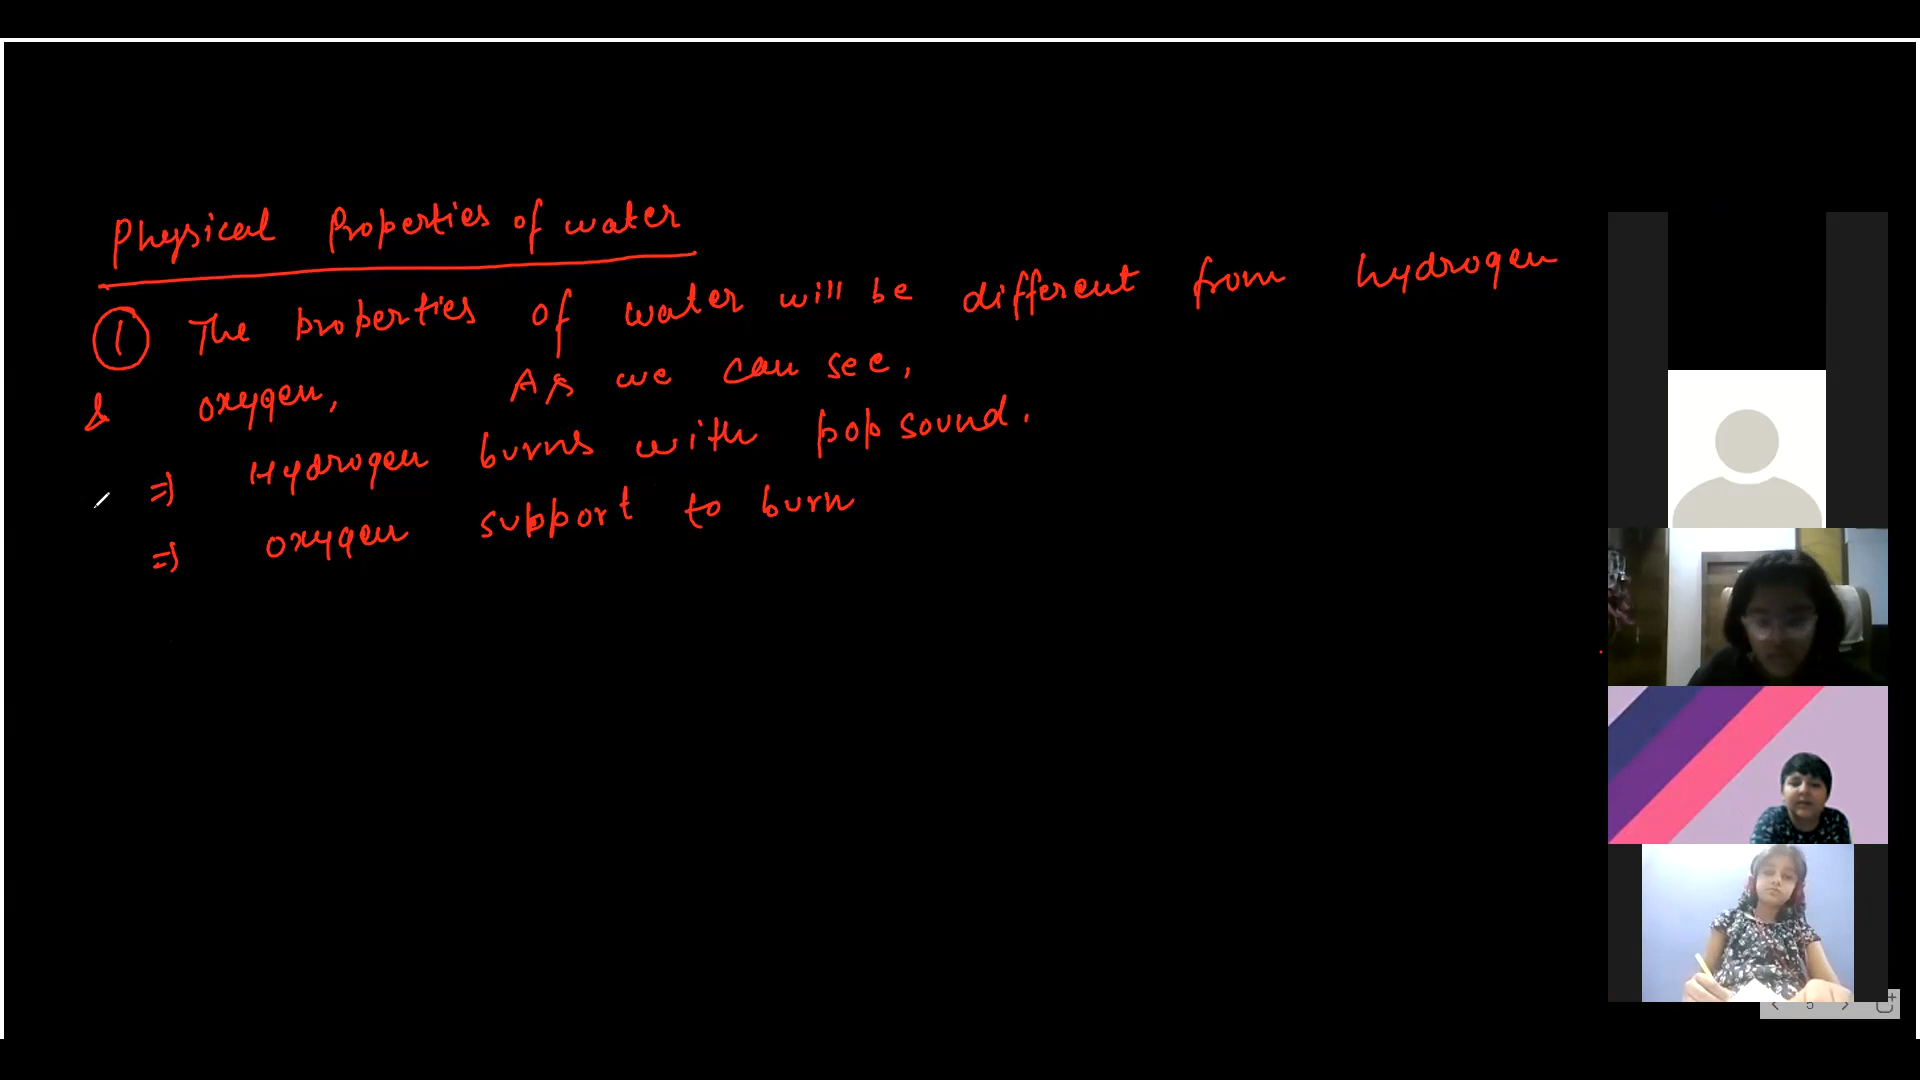 Physical Properties of water
① The properties of water will be different from hydrogen
& oxygen, As we can see,
⇒ Hydrogen burns with pop sound.
⇒ oxygen support to burn
5